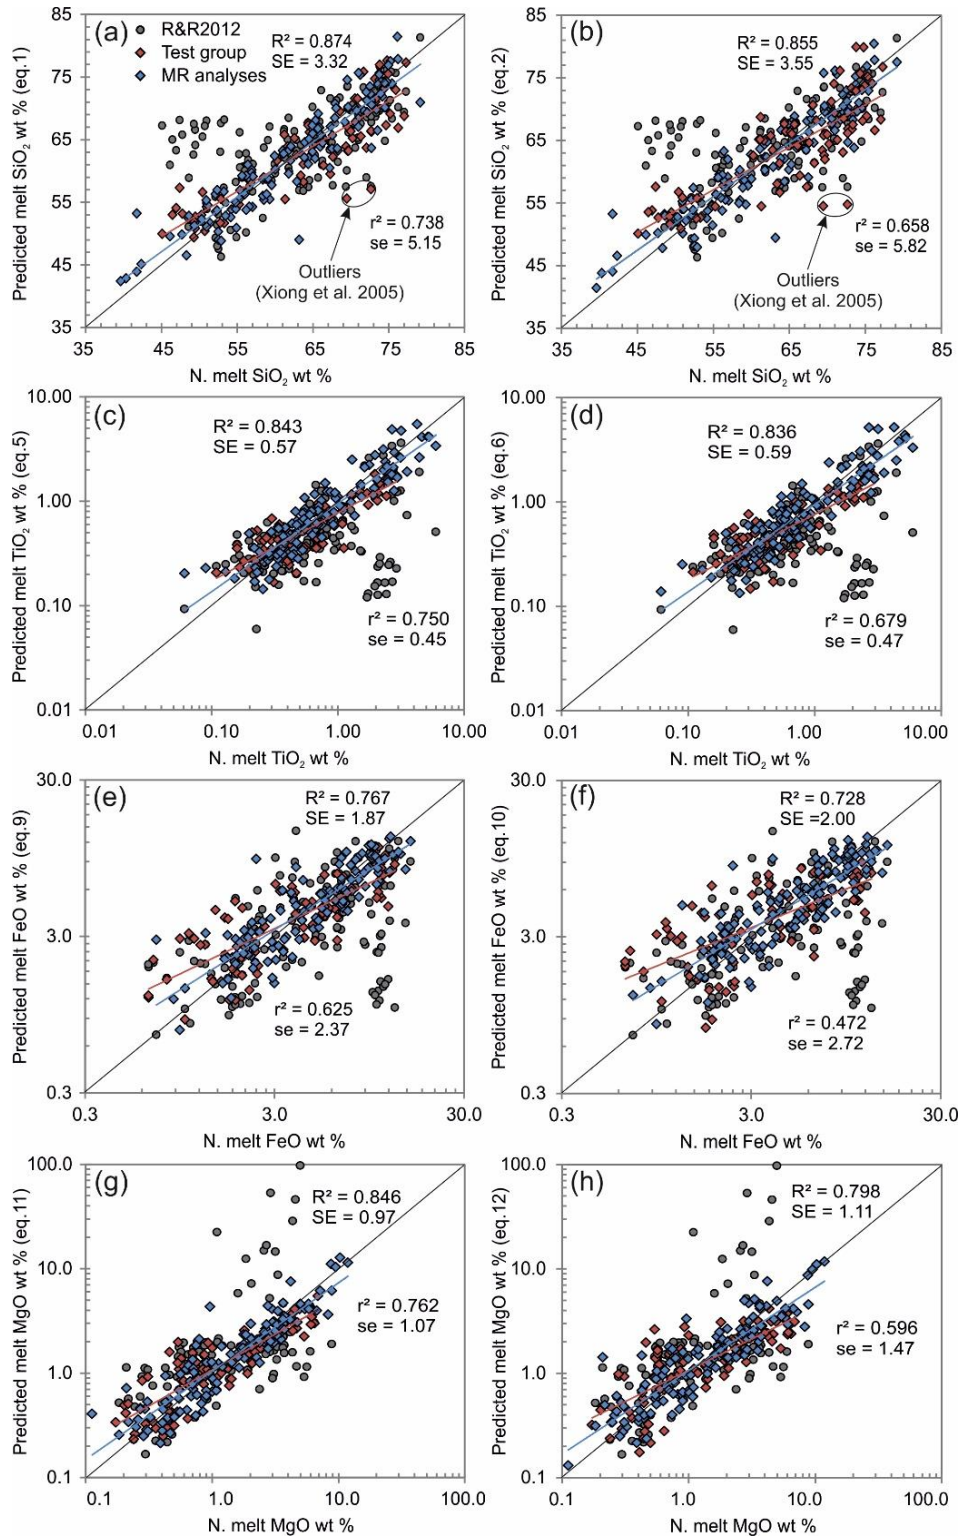 (a)
R&R2012
Test group
MR analyses
R² = 0.874
SE = 3.32
r² = 0.738
se = 5.15
Outliers
(Xiong et al. 2005)
Predicted melt SiO₂ wt % (eq.1)
85
75
65
55
45
35
35 45 55 65 75 85
N. melt SiO₂ wt %
(b)
R² = 0.855
SE = 3.55
r² = 0.658
se = 5.82
Outliers
(Xiong et al. 2005)
Predicted melt SiO₂ wt % (eq.2)
85
75
65
55
45
35
35 45 55 65 75 85
N. melt SiO₂ wt %
(c)
R² = 0.843
SE = 0.57
r² = 0.750
se = 0.45
Predicted melt TiO₂ wt % (eq.5)
10.00
1.00
0.10
0.01
0.01 0.10 1.00 10.00
N. melt TiO₂ wt %
(d)
R² = 0.836
SE = 0.59
r² = 0.679
se = 0.47
Predicted melt TiO₂ wt % (eq.6)
10.00
1.00
0.10
0.01
0.01 0.10 1.00 10.00
N. melt TiO₂ wt %
(e)
R² = 0.767
SE = 1.87
r² = 0.625
se = 2.37
Predicted melt FeO wt % (eq.9)
30.0
3.0
0.3
0.3 3.0 30.0
N. melt FeO wt %
(f)
R² = 0.728
SE =2.00
r² = 0.472
se = 2.72
Predicted melt FeO wt % (eq.10)
30.0
3.0
0.3
0.3 3.0 30.0
N. melt FeO wt %
(g)
R² = 0.846
SE = 0.97
r² = 0.762
se = 1.07
Predicted melt MgO wt % (eq.11)
100.0
10.0
1.0
0.1
0.1 1.0 10.0 100.0
N. melt MgO wt %
(h)
R² = 0.798
SE = 1.11
r² = 0.596
se = 1.47
Predicted melt MgO wt % (eq.12)
100.0
10.0
1.0
0.1
0.1 1.0 10.0 100.0
N. melt MgO wt %